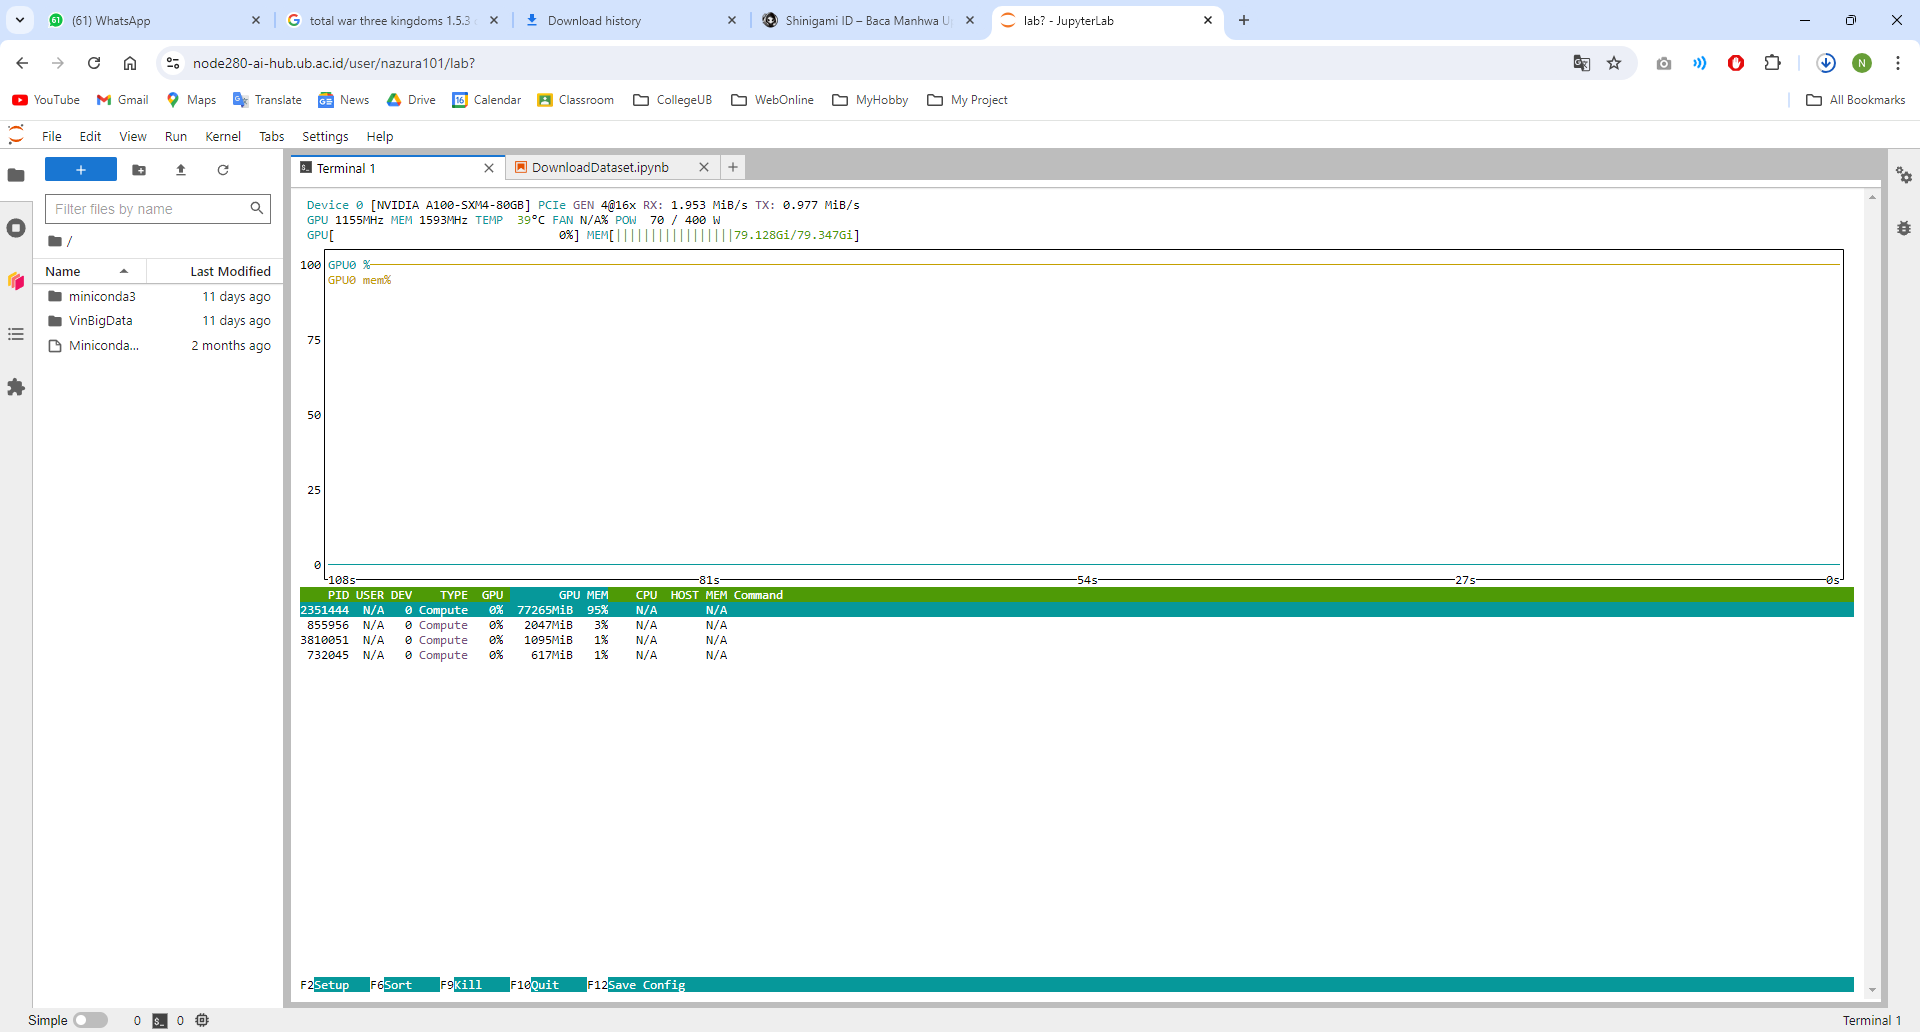 (61) WhatsApp
total war three kingdoms 1.5.3
Download history
Shinigami ID – Baca Manhwa U
lab? - JupyterLab
node280-ai-hub.ub.ac.id/user/nazura101/lab?
N
YouTube
Gmail
Maps
Translate
News
Drive
Calendar
Classroom
CollegeUB
WebOnline
MyHobby
My Project
All Bookmarks
File Edit View Run Kernel Tabs Settings Help
Terminal 1
DownloadDataset.ipynb
Filter files by name
/
Name Last Modified
miniconda3 11 days ago
VinBigData 11 days ago
Miniconda... 2 months ago
Device 0 [NVIDIA A100-SXM4-80GB] PCIe GEN 4@16x RX: 1.953 MiB/s TX: 0.977 MiB/s
GPU 1155MHz MEM 1593MHz TEMP 39°C FAN N/A% POW 70 / 400 W
GPU[ 0%] MEM[|||||||||||||||||79.128Gi/79.347Gi]
100 GPU0 %
GPU0 mem%
75
50
25
0
108s 81s 54s 27s 0s
PID USER DEV TYPE GPU GPU MEM CPU HOST MEM Command
2351444 N/A 0 Compute 0% 77265MiB 95% N/A N/A
855956 N/A 0 Compute 0% 2047MiB 3% N/A N/A
3810051 N/A 0 Compute 0% 1095MiB 1% N/A N/A
732045 N/A 0 Compute 0% 617MiB 1% N/A N/A
F2Setup F6Sort F9Kill F10Quit F12Save Config
Simple 0 0 Terminal 1